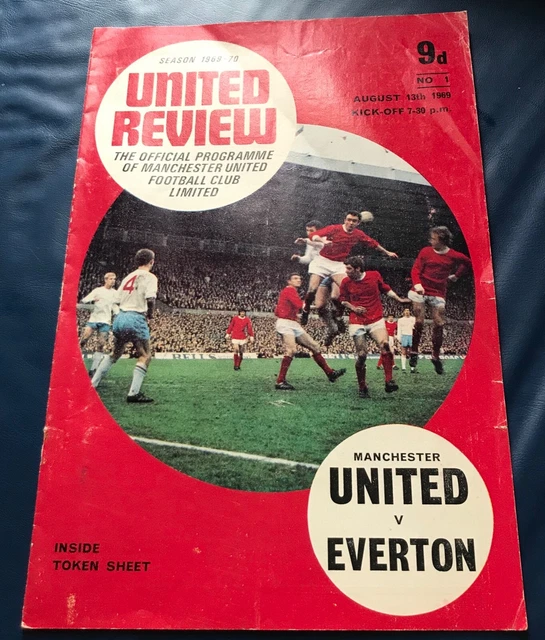 SEASON 1969-70
UNITED
REVIEW
THE OFFICIAL PROGRAMME
OF MANCHESTER UNITED
FOOTBALL CLUB
LIMITED
9d
NO 1
AUGUST 13th 1969
KICK-OFF 7-30 p.m.
4
MANCHESTER
UNITED
V
EVERTON
INSIDE
TOKEN SHEET